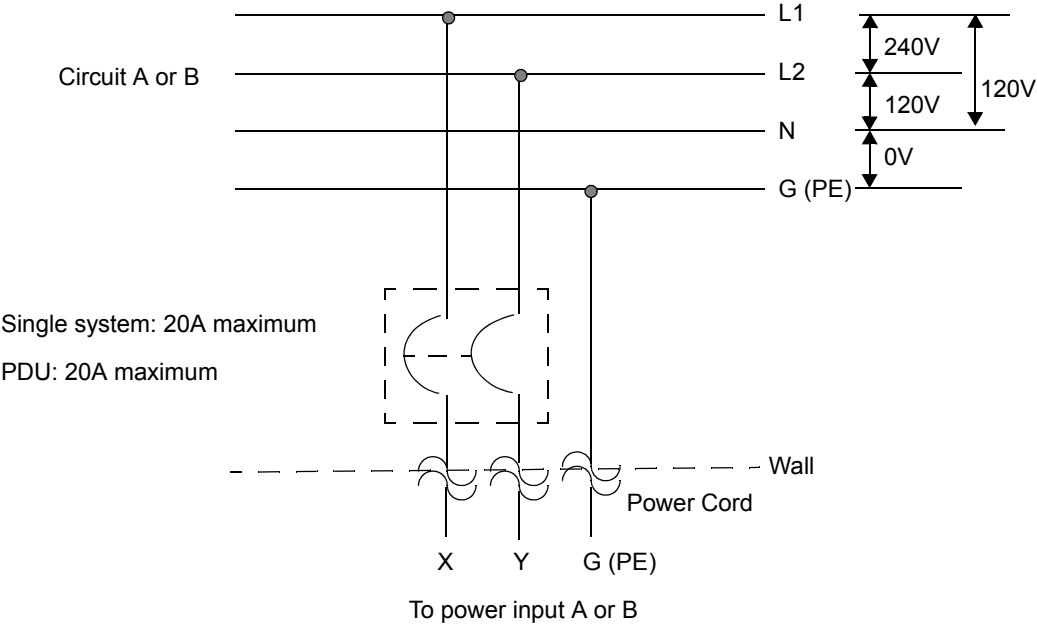 L1
240V
Circuit A or B
L2
120V
120V
N
0V
G (PE)
Single system: 20A maximum
PDU: 20A maximum
Wall
Power Cord
X
Y
G (PE)
To power input A or B